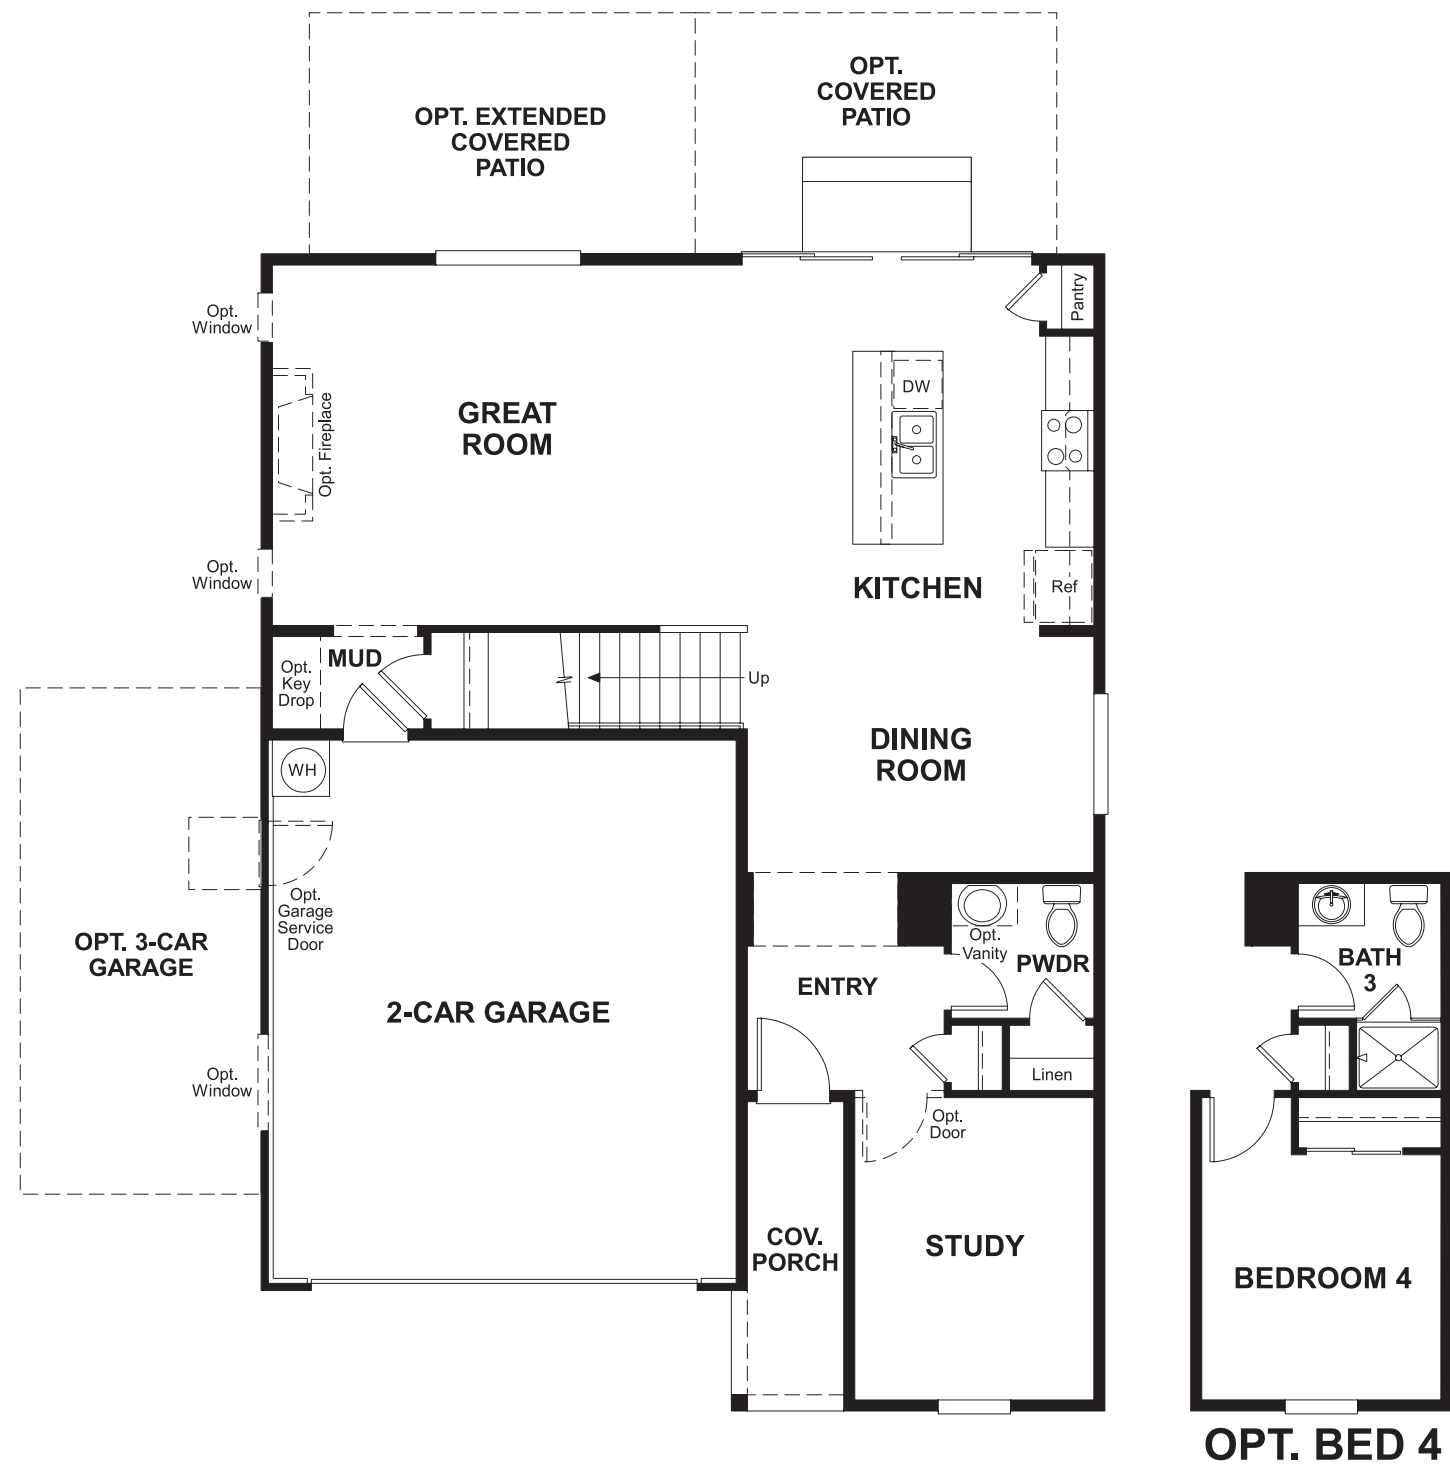 OPT.
COVERED
PATIO
OPT. EXTENDED
COVERED
PATIO
Opt.
Window
Pantry
DW
GREAT
ROOM
Opt. Fireplace
Opt.
Window
KITCHEN
Ref
MUD
Opt.
Key
Drop
Up
DINING
ROOM
WH
Opt.
Garage
Service
Door
OPT. 3-CAR
GARAGE
2-CAR GARAGE
Opt.
Vanity
PWDR
ENTRY
BATH
3
Opt.
Window
Linen
Opt.
Door
COV.
PORCH
STUDY
BEDROOM 4
OPT. BED 4